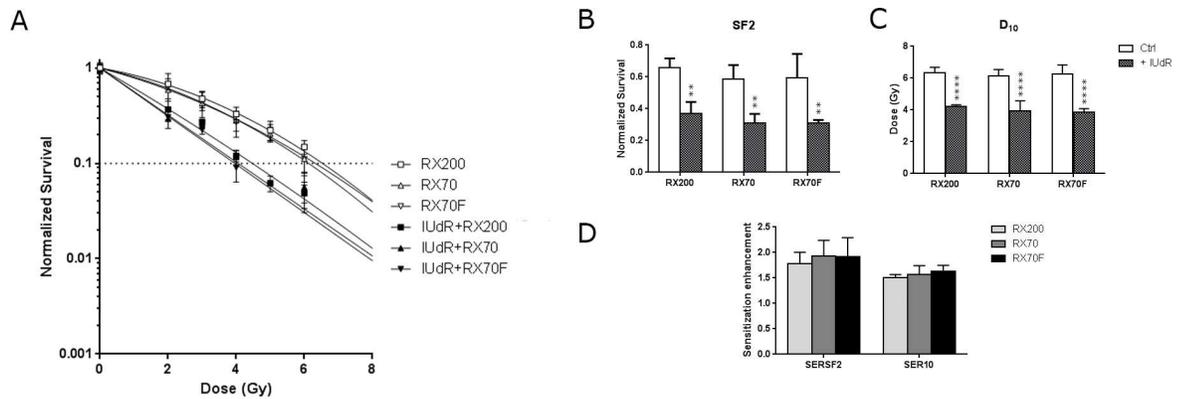 A
Normalized Survival
1
0.1
0.01
0.001
0
2
4
6
8
Dose (Gy)
RX200
RX70
RX70F
IUdR+RX200
IUdR+RX70
IUdR+RX70F
B
SF2
Normalized Survival
0.8
0.6
0.4
0.2
0.0
**
**
**
RX200
RX70
RX70F
C
D10
Dose (Gy)
8
6
4
2
0
****
****
****
RX200
RX70
RX70F
Ctrl
+ IUdR
D
Sensitization enhancement
2.5
2.0
1.5
1.0
0.5
0.0
SERSF2
SER10
RX200
RX70
RX70F